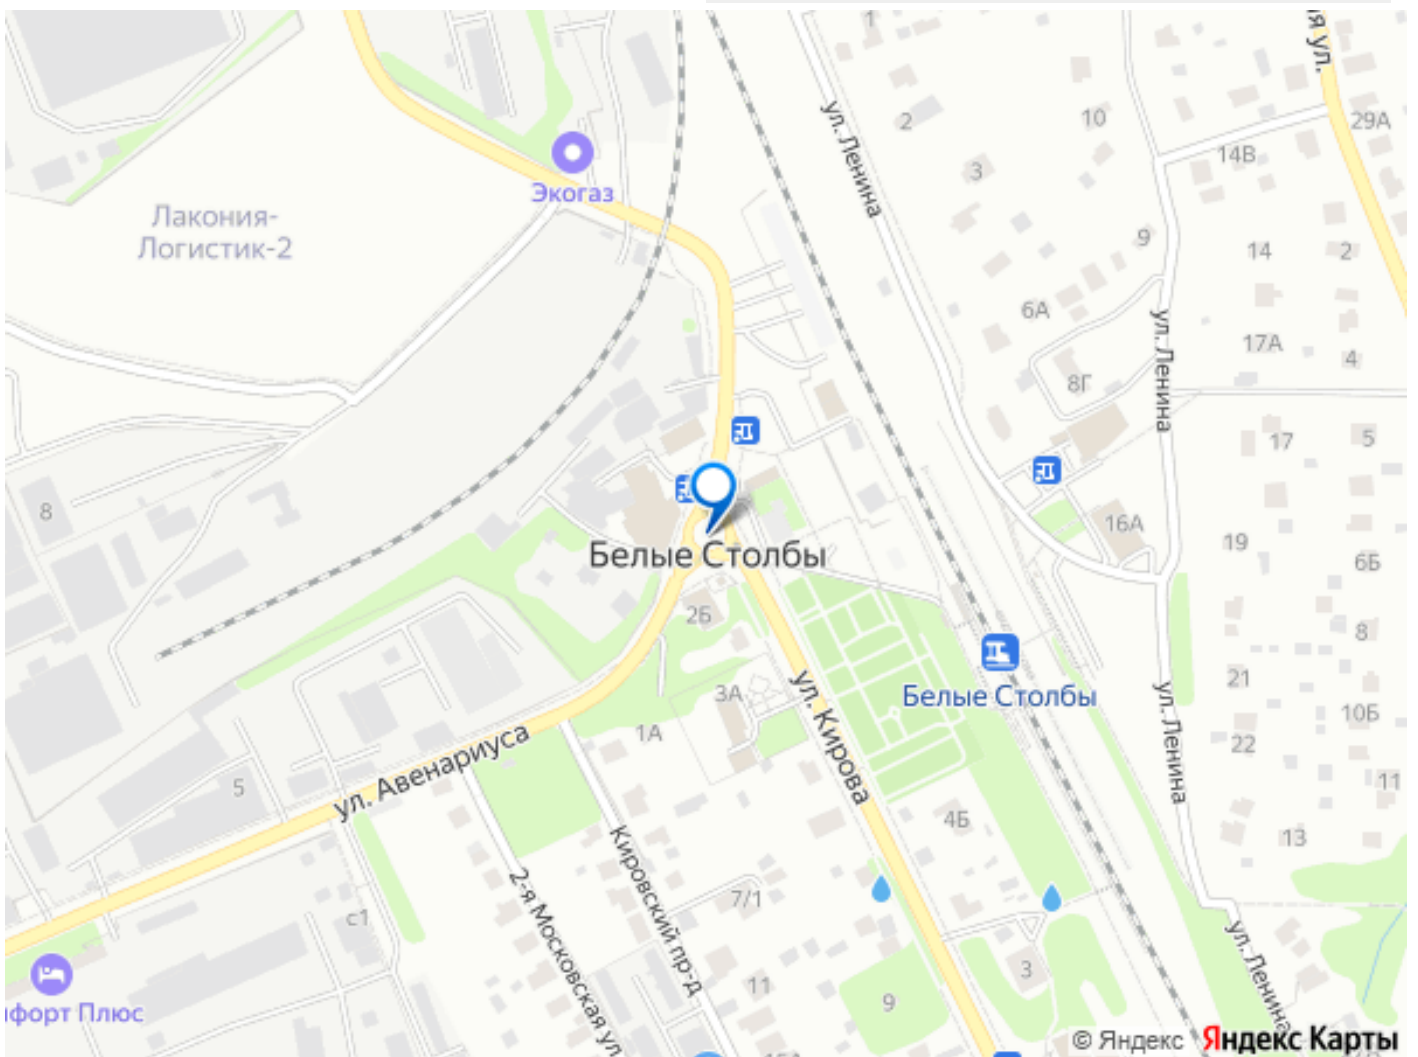 я ул.
1
ул. Ленина
2
10
29А
14В
3
Экогаз
Лакония-
Логистик-2
9
14
2
6А
ул. Ленина
17А
4
8Г
17
5
8
16А
19
Белые Столбы
6Б
2Б
8
21
Белые Столбы
3А
ул. Кирова
ул. Ленина
10Б
1А
22
ул. Авенариуса
5
11
4Б
13
Кировский пр-д
7/1
2-я Московская ул.
с1
ул. Ленина
3
11
9
форт Плюс
© Яндекс Яндекс Карты